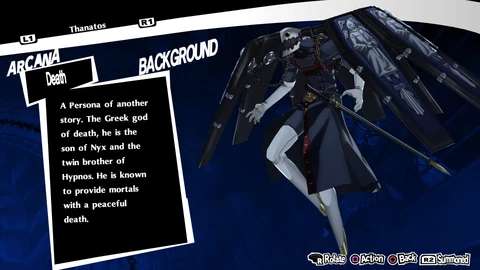 L1 Thanatos R1
ARCANA
Death
BACKGROUND
A Persona of another
story. The Greek god
of death, he is the
son of Nyx and the
twin brother of
Hypnos. He is known
to provide mortals
with a peaceful
death.
R Rotate Action Back L2 Summoned